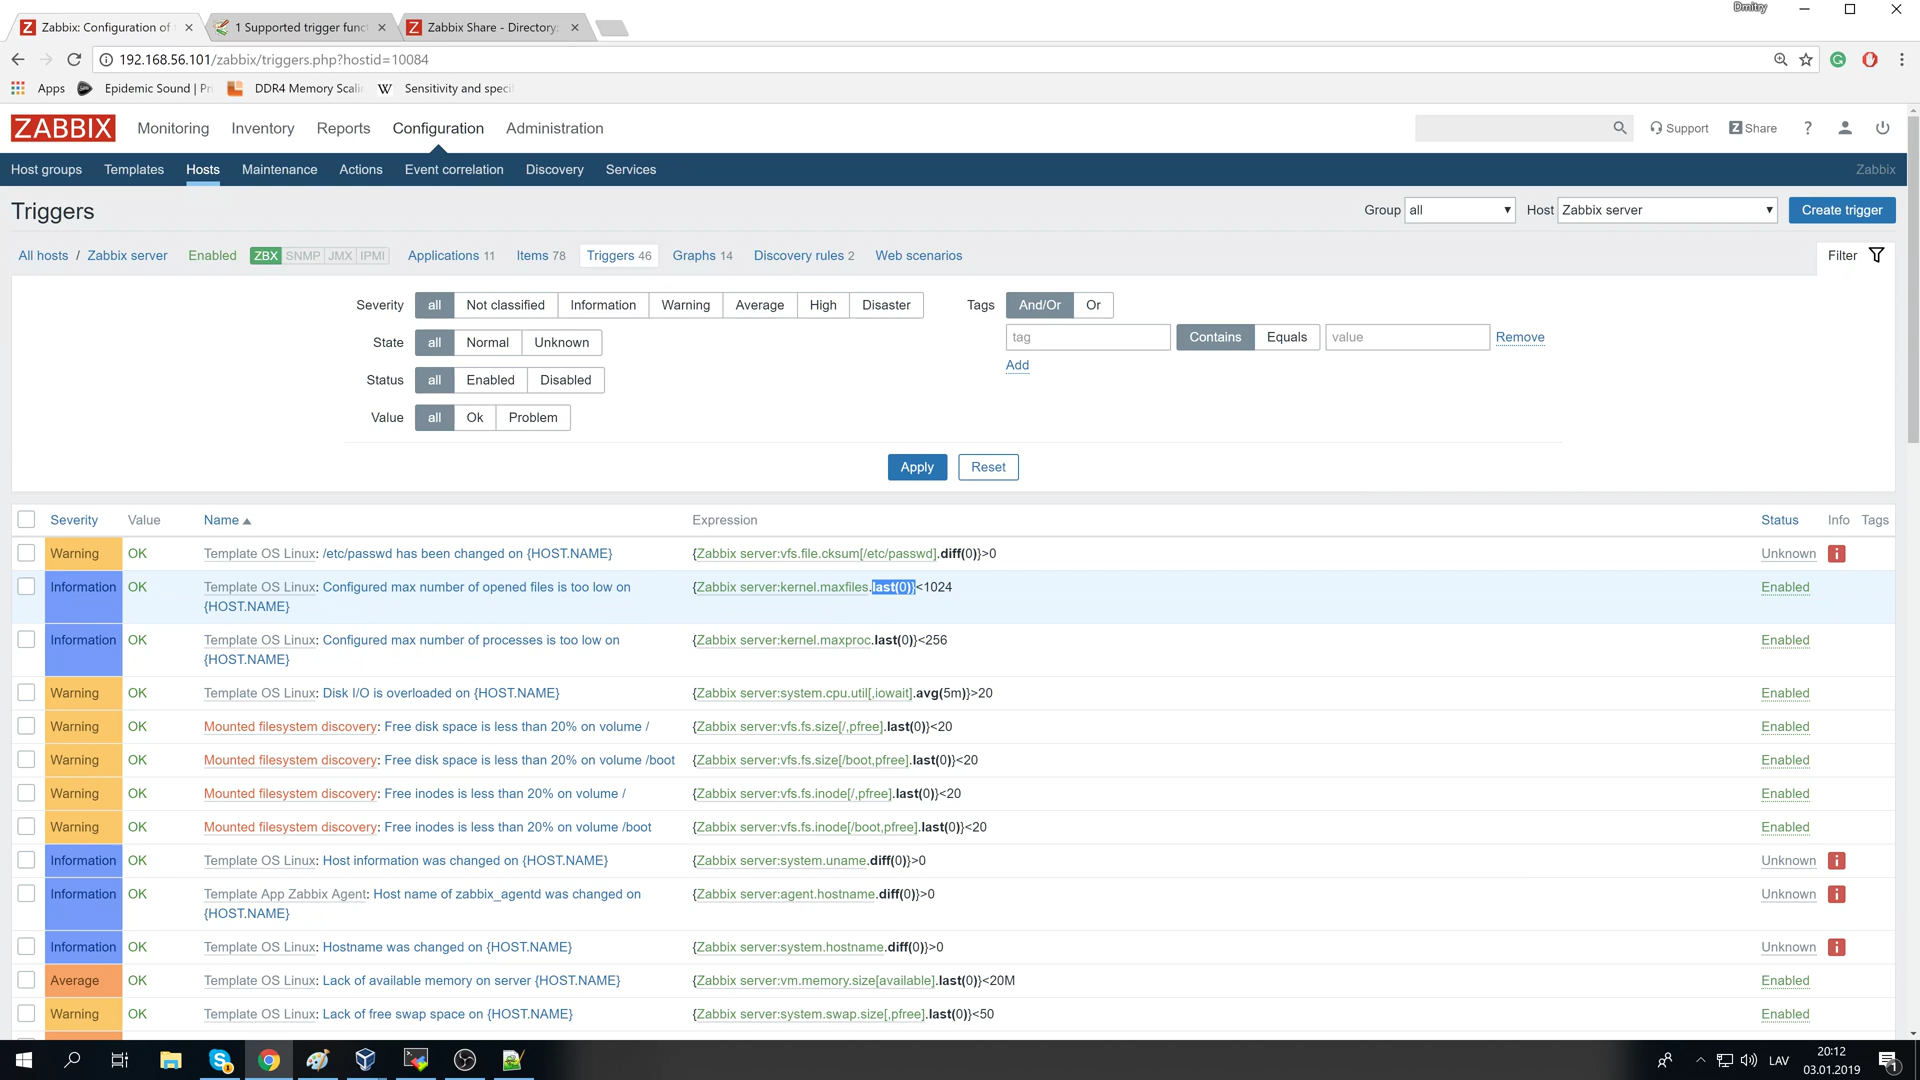 Dmitry
Zabbix: Configuration of
1 Supported trigger funct
Zabbix Share - Directory:
192.168.56.101/zabbix/triggers.php?hostid=10084
Apps
Epidemic Sound | Pr
DDR4 Memory Scalin
Sensitivity and specif
ZABBIX Monitoring Inventory Reports Configuration Administration
Support Share ?
Host groups Templates Hosts Maintenance Actions Event correlation Discovery Services Zabbix
Triggers Group all Host Zabbix server Create trigger
All hosts / Zabbix server Enabled ZBX SNMP JMX IPMI Applications 11 Items 78 Triggers 46 Graphs 14 Discovery rules 2 Web scenarios Filter
Severity all Not classified Information Warning Average High Disaster Tags And/Or Or
tag Contains Equals value Remove
State all Normal Unknown
Add
Status all Enabled Disabled
Value all Ok Problem
Apply Reset
Severity Value Name Expression Status Info Tags
Warning OK Template OS Linux: /etc/passwd has been changed on {HOST.NAME} {Zabbix server:vfs.file.cksum[/etc/passwd].diff(0)}>0 Unknown i
Information OK Template OS Linux: Configured max number of opened files is too low on {Zabbix server:kernel.maxfiles.last(0)}<1024 Enabled
{HOST.NAME}
Information OK Template OS Linux: Configured max number of processes is too low on {Zabbix server:kernel.maxproc.last(0)}<256 Enabled
{HOST.NAME}
Warning OK Template OS Linux: Disk I/O is overloaded on {HOST.NAME} {Zabbix server:system.cpu.util[,iowait].avg(5m)}>20 Enabled
Warning OK Mounted filesystem discovery: Free disk space is less than 20% on volume / {Zabbix server:vfs.fs.size[/,pfree].last(0)}<20 Enabled
Warning OK Mounted filesystem discovery: Free disk space is less than 20% on volume /boot {Zabbix server:vfs.fs.size[/boot,pfree].last(0)}<20 Enabled
Warning OK Mounted filesystem discovery: Free inodes is less than 20% on volume / {Zabbix server:vfs.fs.inode[/,pfree].last(0)}<20 Enabled
Warning OK Mounted filesystem discovery: Free inodes is less than 20% on volume /boot {Zabbix server:vfs.fs.inode[/boot,pfree].last(0)}<20 Enabled
Information OK Template OS Linux: Host information was changed on {HOST.NAME} {Zabbix server:system.uname.diff(0)}>0 Unknown i
Information OK Template App Zabbix Agent: Host name of zabbix_agentd was changed on {Zabbix server:agent.hostname.diff(0)}>0 Unknown i
{HOST.NAME}
Information OK Template OS Linux: Hostname was changed on {HOST.NAME} {Zabbix server:system.hostname.diff(0)}>0 Unknown i
Average OK Template OS Linux: Lack of available memory on server {HOST.NAME} {Zabbix server:vm.memory.size[available].last(0)}<20M Enabled
Warning OK Template OS Linux: Lack of free swap space on {HOST.NAME} {Zabbix server:system.swap.size[,pfree].last(0)}<50 Enabled
LAV
20:12
03.01.2019
1